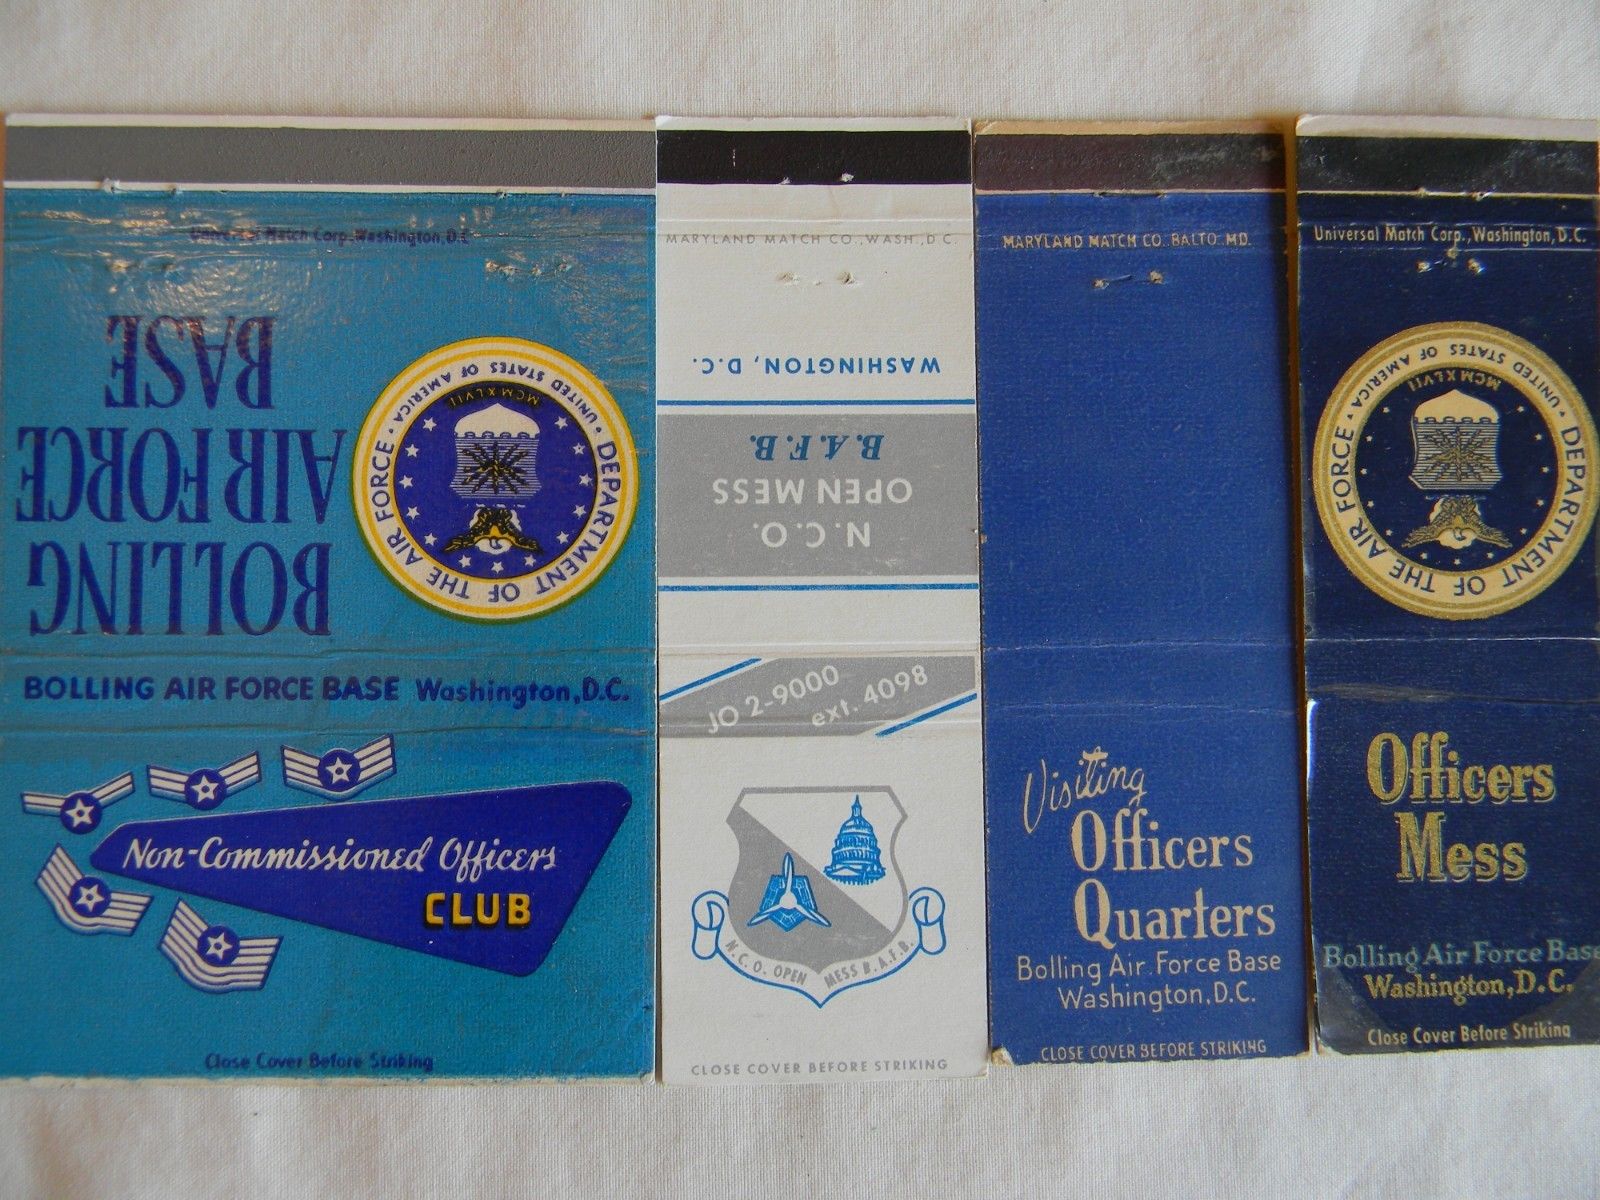 Universal Match Corp., Washington, D.C.
BOLLING
AIR FORCE
BASE
DEPARTMENT OF THE AIR FORCE
• UNITED STATES OF AMERICA •
MCMXLVII
BOLLING AIR FORCE BASE Washington, D.C.
Non-Commissioned Officers
CLUB
Close Cover Before Striking
MARYLAND MATCH CO., WASH., D.C.
N.C.O.
OPEN MESS
B.A.F.B.
WASHINGTON, D.C.
JO 2-9000
ext. 4098
N.C.O. OPEN MESS B.A.F.B.
CLOSE COVER BEFORE STRIKING
MARYLAND MATCH CO. BALTO. MD.
Visiting
Officers
Quarters
Bolling Air Force Base
Washington, D.C.
CLOSE COVER BEFORE STRIKING
Universal Match Corp., Washington, D.C.
DEPARTMENT OF THE AIR FORCE
• UNITED STATES OF AMERICA •
MCMXLVII
Officers
Mess
Bolling Air Force Base
Washington, D.C.
Close Cover Before Striking